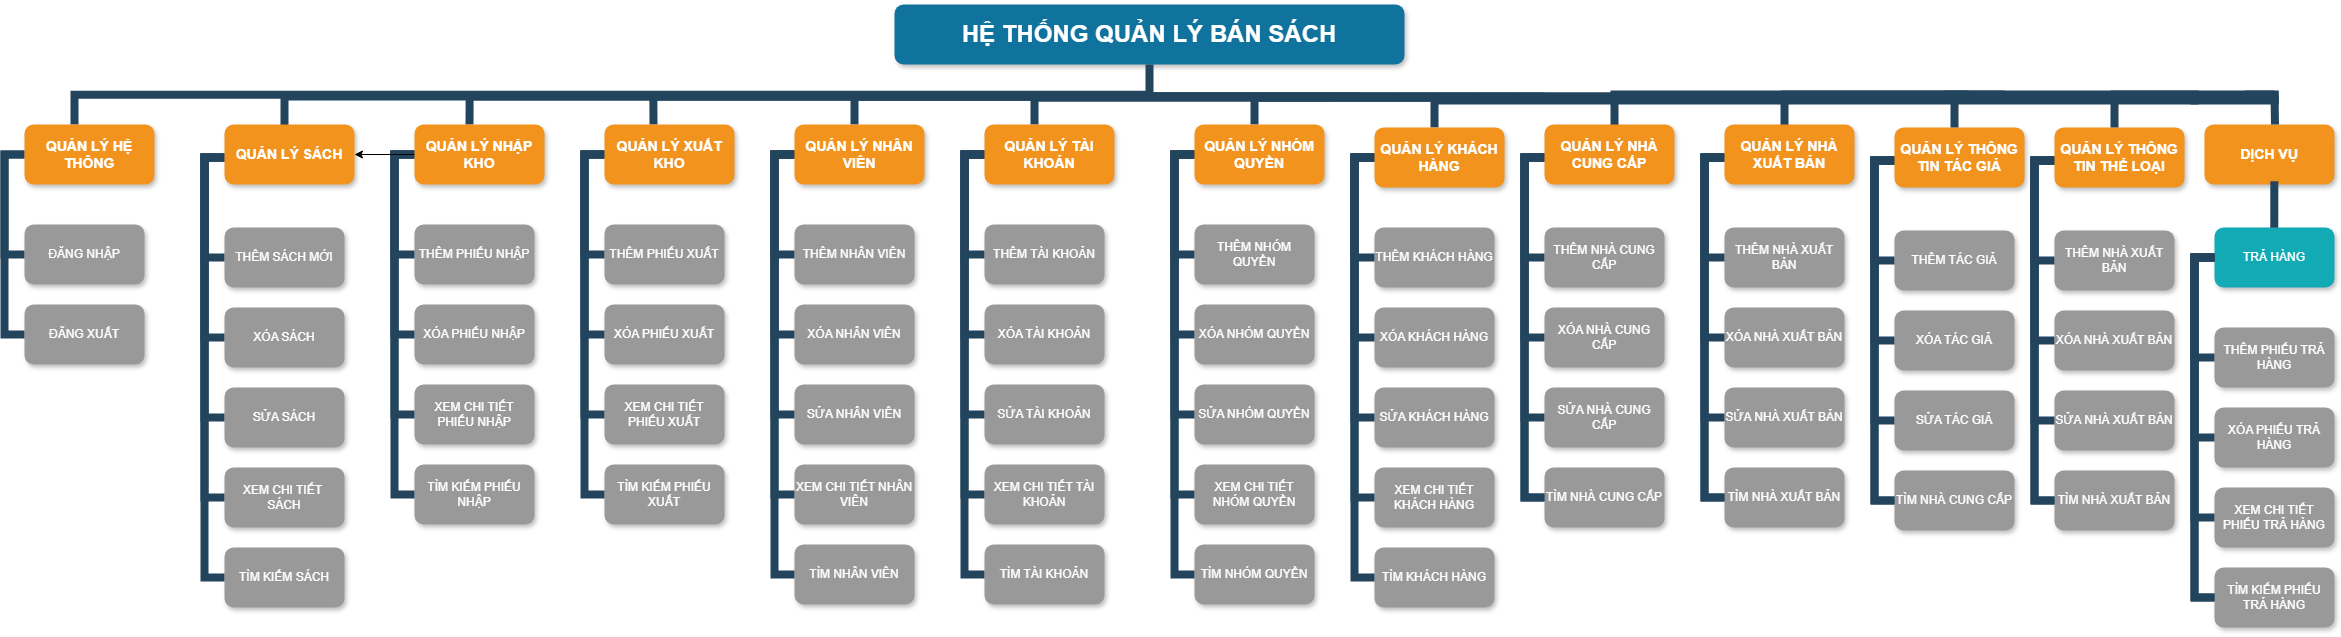 HỆ THỐNG QUẢN LÝ BÁN SÁCH
QUẢN LÝ HỆ
THỐNG
ĐĂNG NHẬP
ĐĂNG XUẤT
QUẢN LÝ SÁCH
THÊM SÁCH MỚI
XÓA SÁCH
SỬA SÁCH
XEM CHI TIẾT
SÁCH
TÌM KIẾM SÁCH
QUẢN LÝ NHẬP
KHO
THÊM PHIẾU NHẬP
XÓA PHIẾU NHẬP
XEM CHI TIẾT
PHIẾU NHẬP
TÌM KIẾM PHIẾU
NHẬP
QUẢN LÝ XUẤT
KHO
THÊM PHIẾU XUẤT
XÓA PHIẾU XUẤT
XEM CHI TIẾT
PHIẾU XUẤT
TÌM KIẾM PHIẾU
XUẤT
QUẢN LÝ NHÂN
VIÊN
THÊM NHÂN VIÊN
XÓA NHÂN VIÊN
SỬA NHÂN VIÊN
XEM CHI TIẾT NHÂN
VIÊN
TÌM NHÂN VIÊN
QUẢN LÝ TÀI
KHOẢN
THÊM TÀI KHOẢN
XÓA TÀI KHOẢN
SỬA TÀI KHOẢN
XEM CHI TIẾT TÀI
KHOẢN
TÌM TÀI KHOẢN
QUẢN LÝ NHÓM
QUYỀN
THÊM NHÓM
QUYỀN
XÓA NHÓM QUYỀN
SỬA NHÓM QUYỀN
XEM CHI TIẾT
NHÓM QUYỀN
TÌM NHÓM QUYỀN
QUẢN LÝ KHÁCH
HÀNG
THÊM KHÁCH HÀNG
XÓA KHÁCH HÀNG
SỬA KHÁCH HÀNG
XEM CHI TIẾT
KHÁCH HÀNG
TÌM KHÁCH HÀNG
QUẢN LÝ NHÀ
CUNG CẤP
THÊM NHÀ CUNG
CẤP
XÓA NHÀ CUNG
CẤP
SỬA NHÀ CUNG
CẤP
TÌM NHÀ CUNG CẤP
QUẢN LÝ NHÀ
XUẤT BẢN
THÊM NHÀ XUẤT
BẢN
XÓA NHÀ XUẤT BẢN
SỬA NHÀ XUẤT BẢN
TÌM NHÀ XUẤT BẢN
QUẢN LÝ THÔNG
TIN TÁC GIẢ
THÊM TÁC GIẢ
XÓA TÁC GIẢ
SỬA TÁC GIẢ
TÌM NHÀ CUNG CẤP
QUẢN LÝ THÔNG
TIN THỂ LOẠI
THÊM NHÀ XUẤT
BẢN
XÓA NHÀ XUẤT BẢN
SỬA NHÀ XUẤT BẢN
TÌM NHÀ XUẤT BẢN
DỊCH VỤ
TRẢ HÀNG
THÊM PHIẾU TRẢ
HÀNG
XÓA PHIẾU TRẢ
HÀNG
XEM CHI TIẾT
PHIẾU TRẢ HÀNG
TÌM KIẾM PHIẾU
TRẢ HÀNG